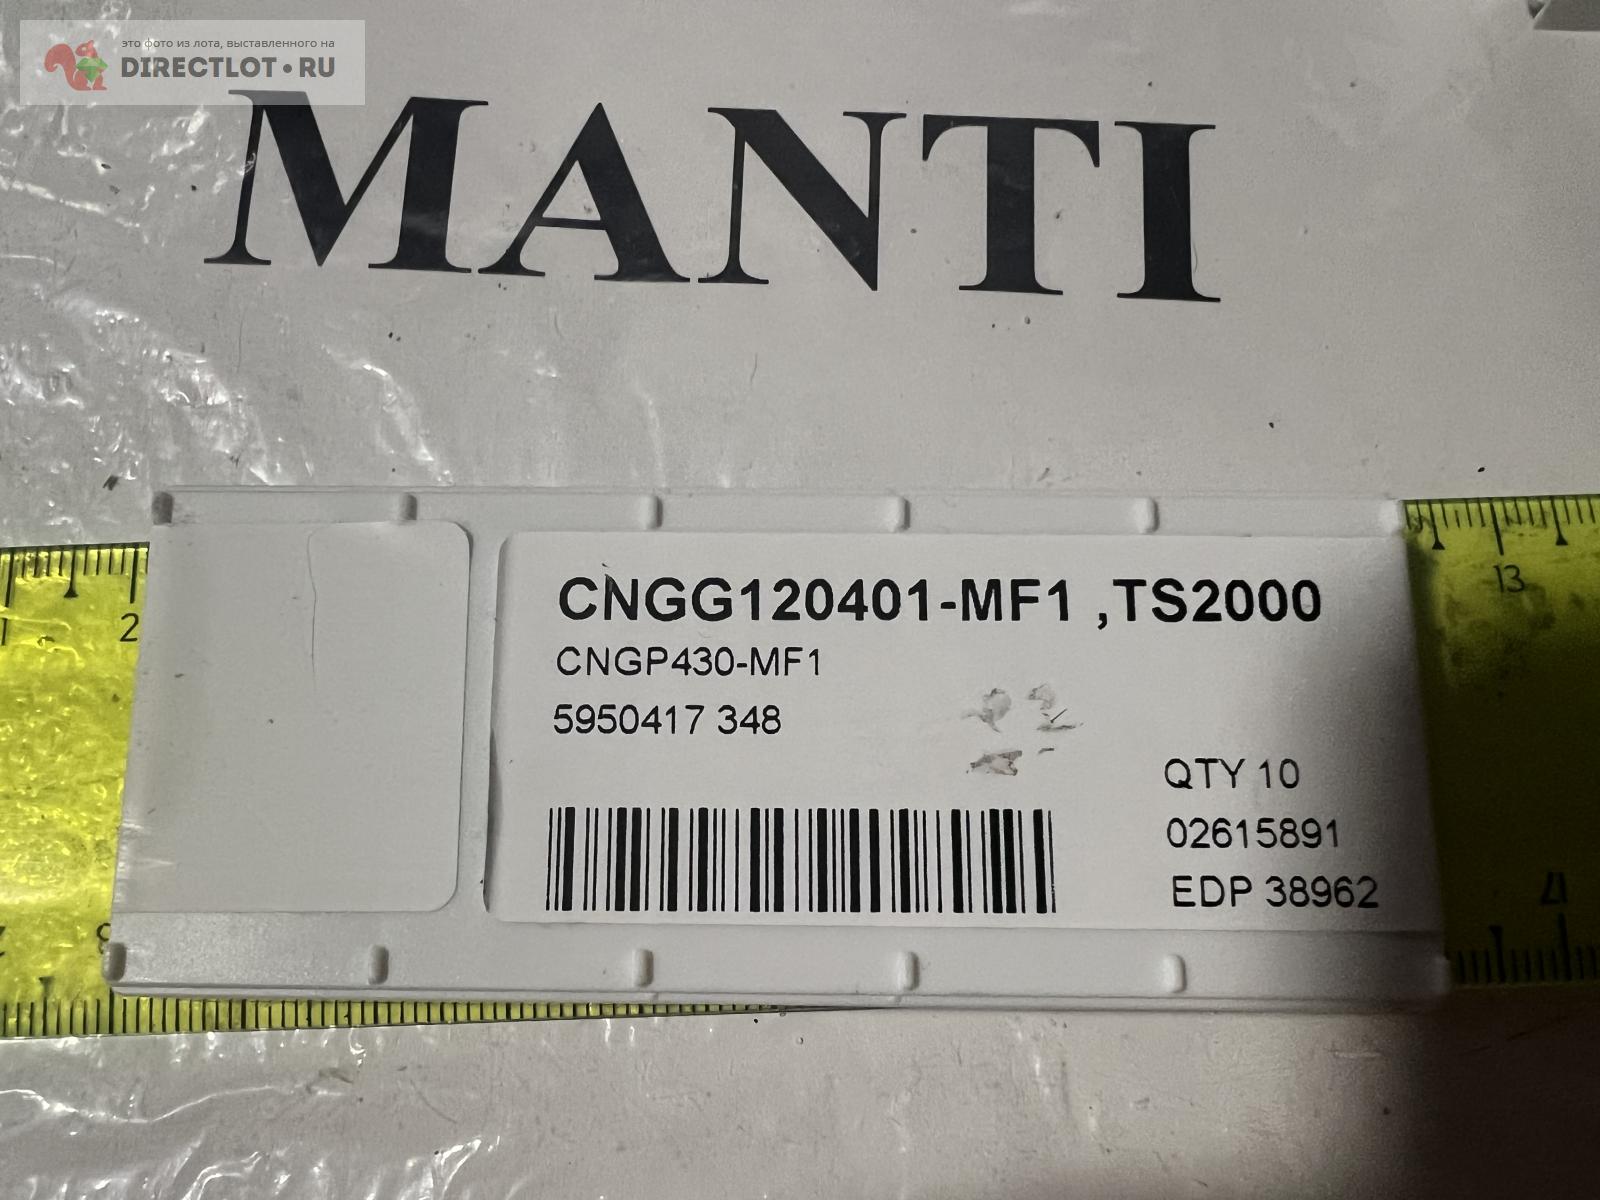 это фото из лота, выставленного на
DIRECTLOT•RU
MANTI
CNGG120401-MF1 ,TS2000
CNGP430-MF1
5950417 348
QTY 10
02615891
EDP 38962
2
13
17